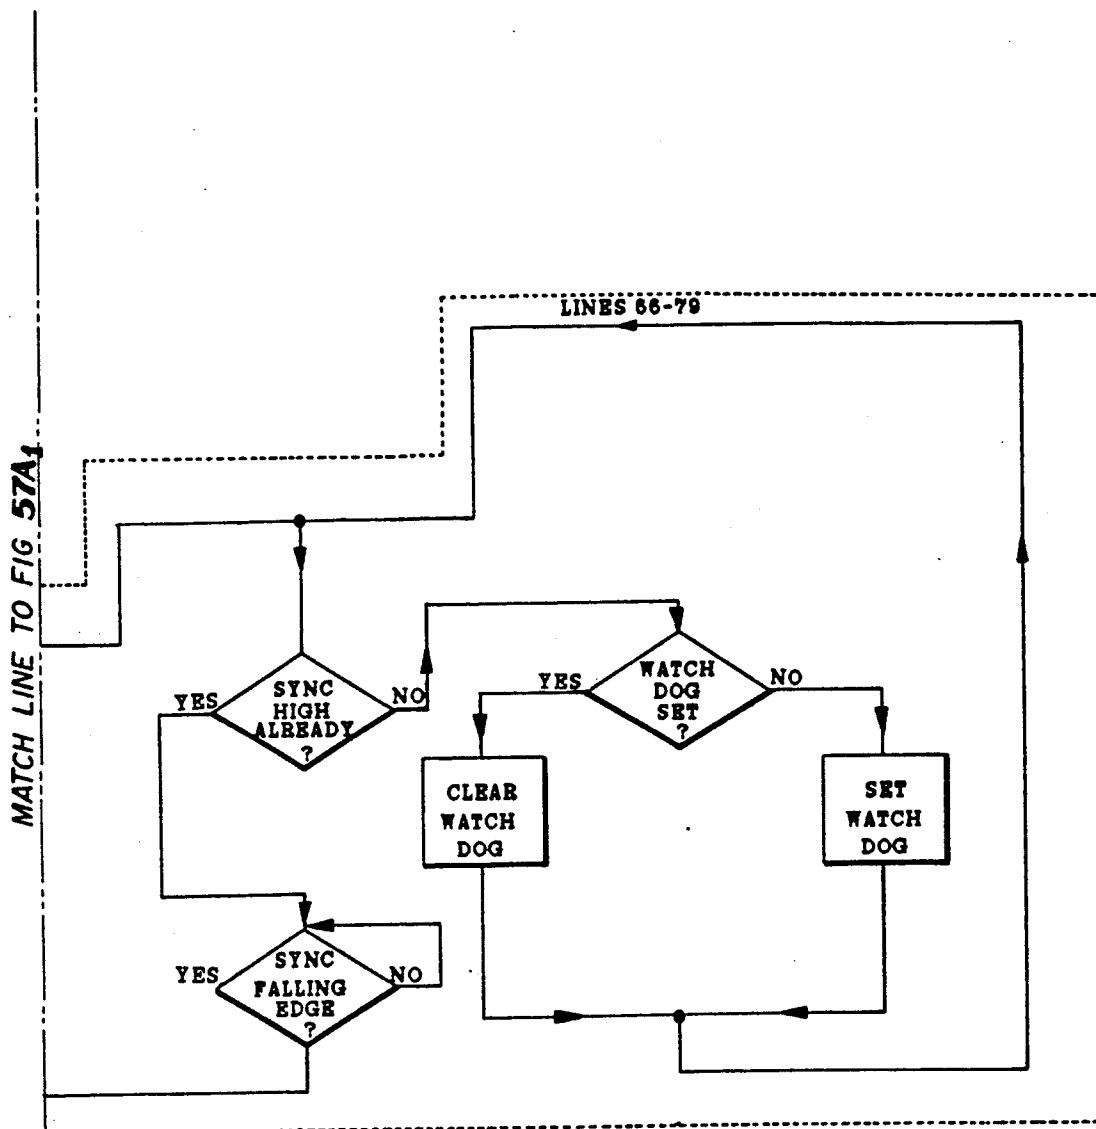 MATCH LINE TO FIG 57A1
LINES 66-79
SYNC
HIGH
ALREADY
?
YES
NO
WATCH
DOG
SET
?
YES
NO
CLEAR
WATCH
DOG
SET
WATCH
DOG
SYNC
FALLING
EDGE
?
YES
NO